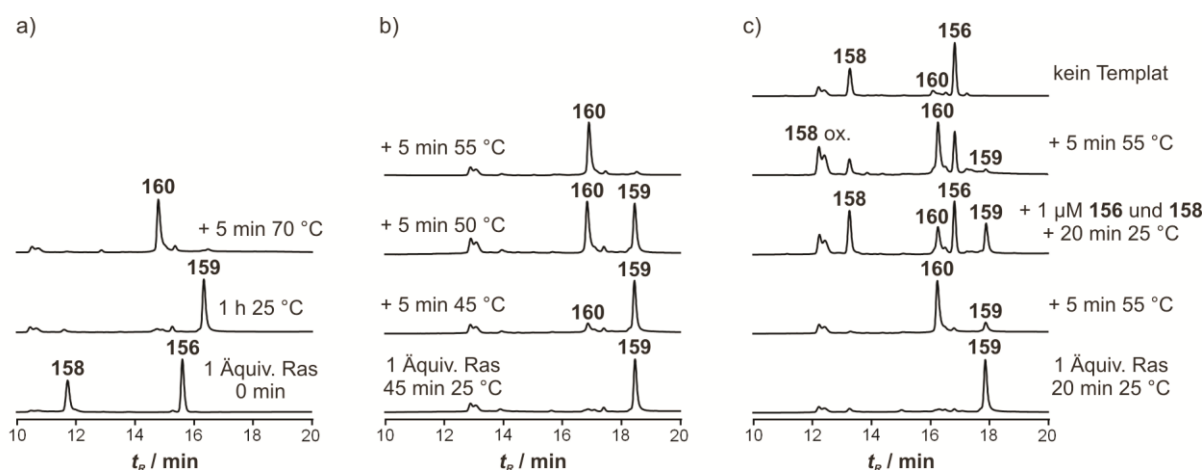 a)
160
+ 5 min 70 °C
159
1 h 25 °C
158
156
1 Äquiv. Ras
0 min
10 12 14 16 18 20
tR / min
b)
160
+ 5 min 55 °C
160
159
+ 5 min 50 °C
159
160
+ 5 min 45 °C
159
1 Äquiv. Ras
45 min 25 °C
10 12 14 16 18 20
tR / min
c)
156
158
160
kein Templat
160
158 ox.
159
+ 5 min 55 °C
156
158
160
159
+ 1 µM 156 und 158
+ 20 min 25 °C
160
159
+ 5 min 55 °C
159
1 Äquiv. Ras
20 min 25 °C
10 12 14 16 18 20
tR / min